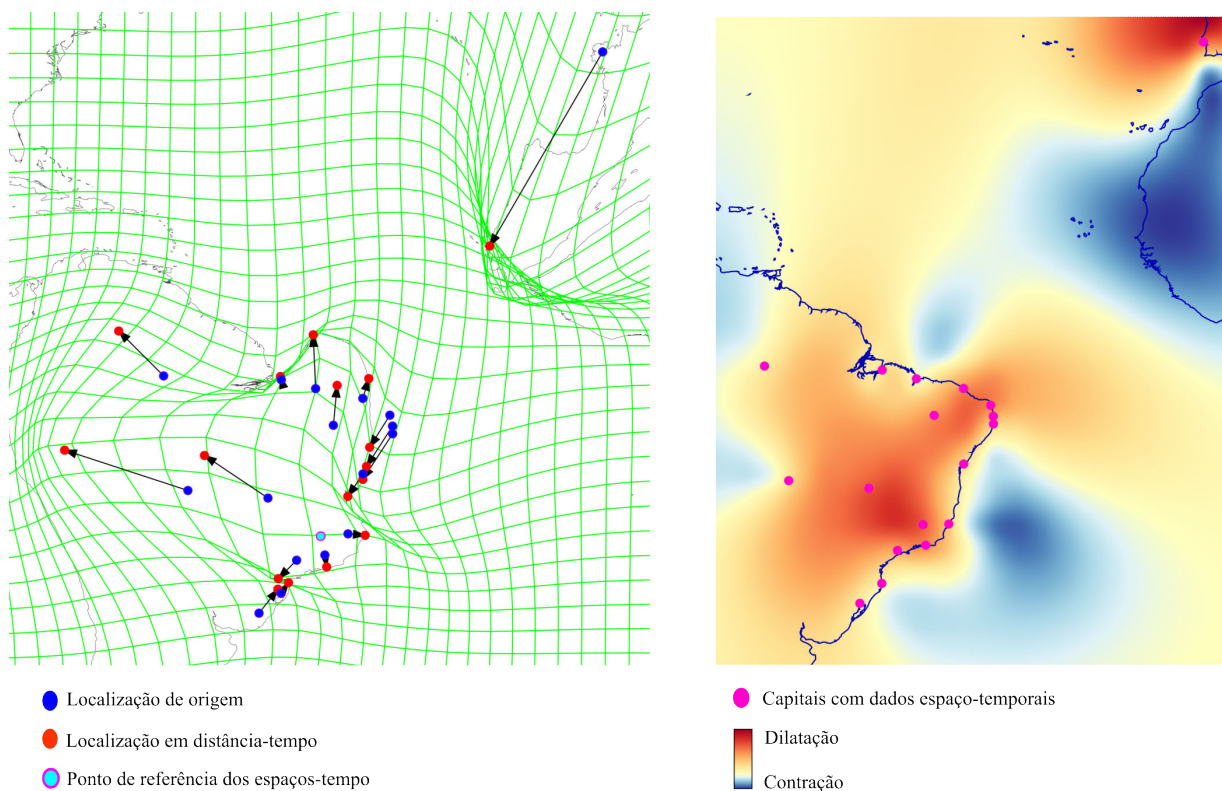 Localização de origem
Localização em distância-tempo
Ponto de referência dos espaços-tempo
Capitais com dados espaço-temporais
Dilatação
Contração